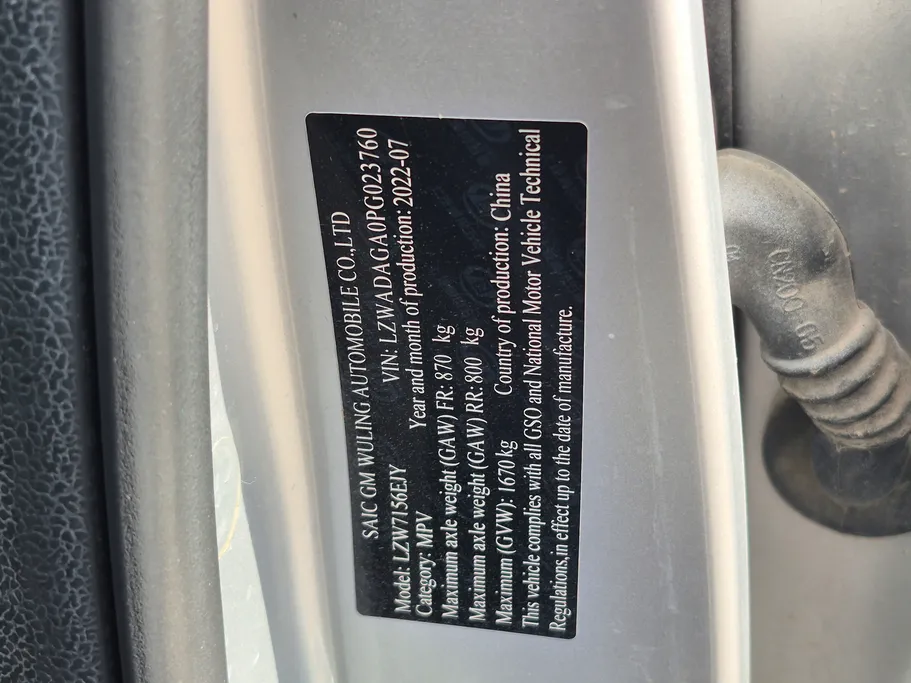 SAIC GM WULING AUTOMOBILE CO.,LTD
Model: LZW7156EJY VIN: LZWADAGA0PG023760
Category: MPV Year and month of production: 2022-07
Maximum axle weight (GAW) FR: 870 kg
Maximum axle weight (GAW) RR: 800 kg
Maximum (GVW): 1670 kg Country of production: China
This vehicle complies with all GSO and National Motor Vehicle Technical
Regulations,in effect up to the date of manufacture.